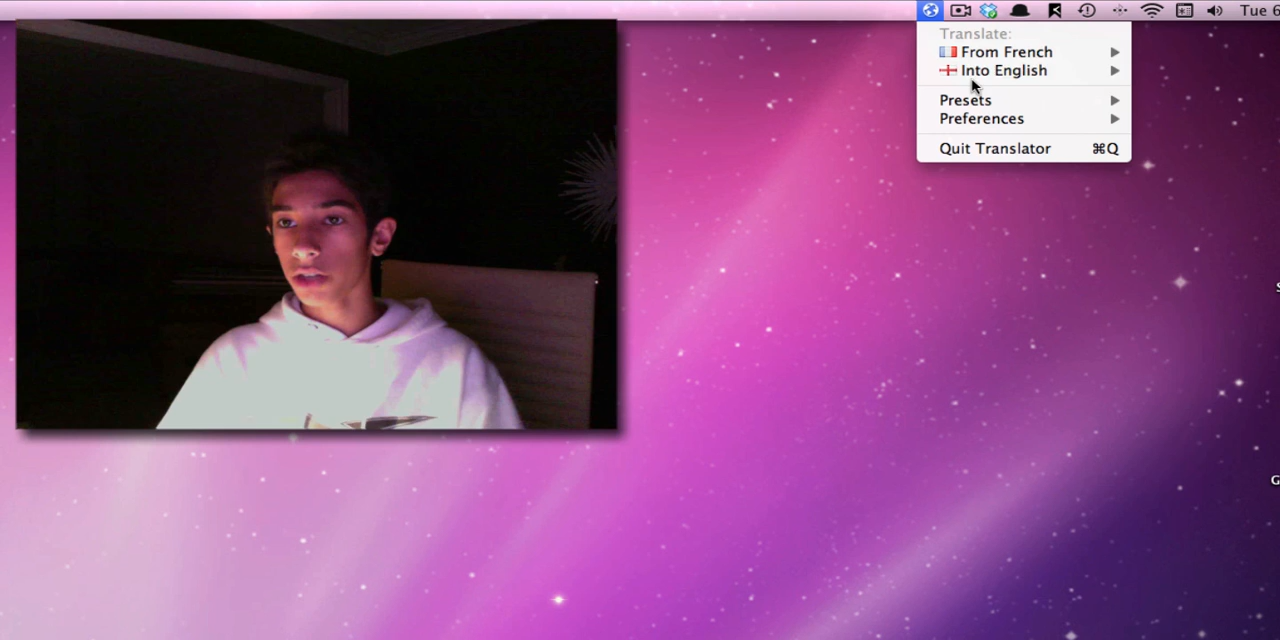 Tue 6
Translate:
From French
Into English
Presets
Preferences
Quit Translator ⌘Q
S
G